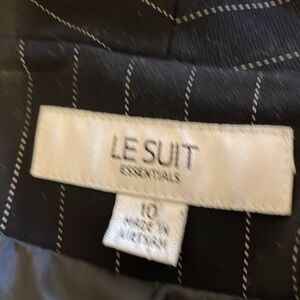 LE SUIT
ESSENTIALS
10
MADE IN
VIETNAM